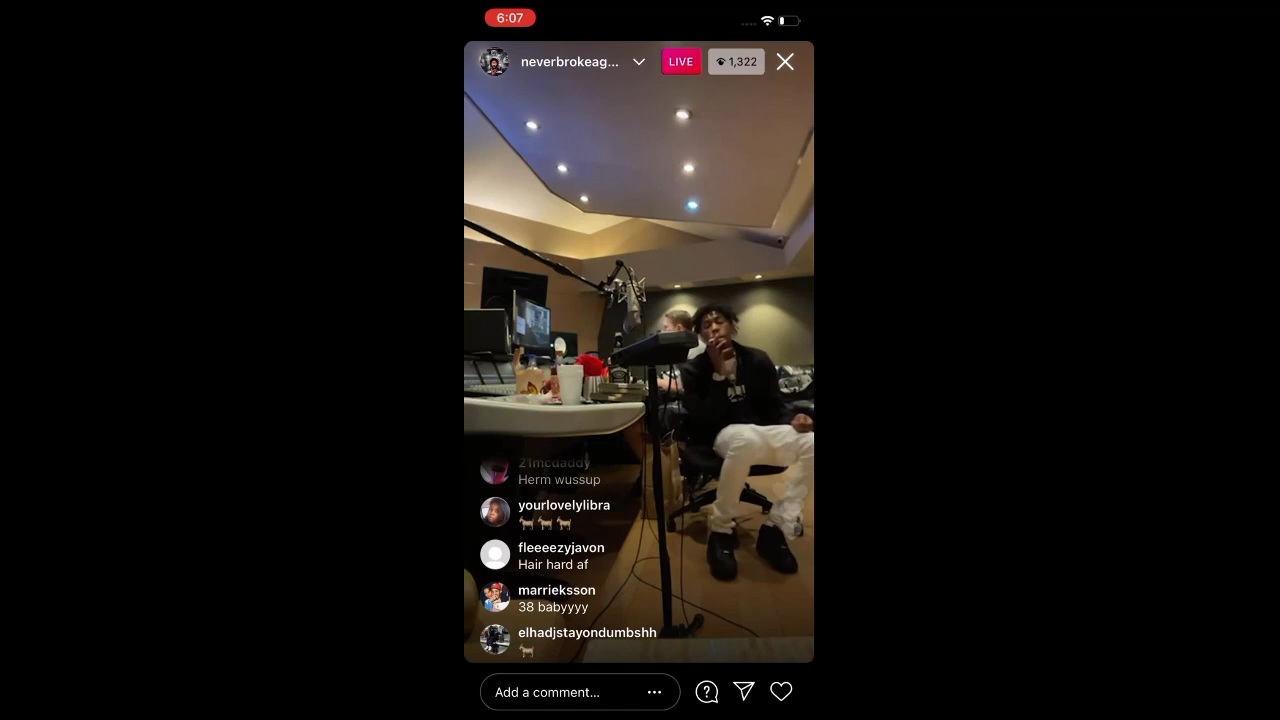 6:07
neverbrokeag...
LIVE
1,322
21mcdaddy
Herm wussup
yourlovelylibra
🐐🐐🐐
fleeeezyjavon
Hair hard af
marrieksson
38 babyyyy
elhadjstayondumbshh
🐐
Add a comment...